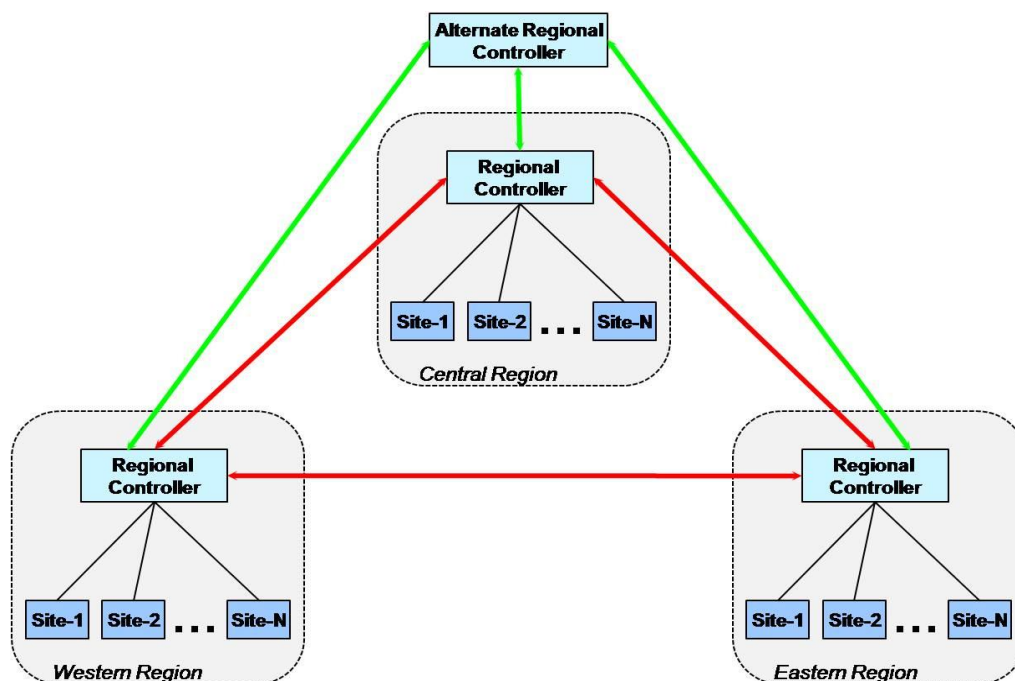 Alternate Regional
Controller
Regional
Controller
Site-1 Site-2 ... Site-N
Central Region
Regional
Controller
Site-1 Site-2 ... Site-N
Western Region
Regional
Controller
Site-1 Site-2 ... Site-N
Eastern Region